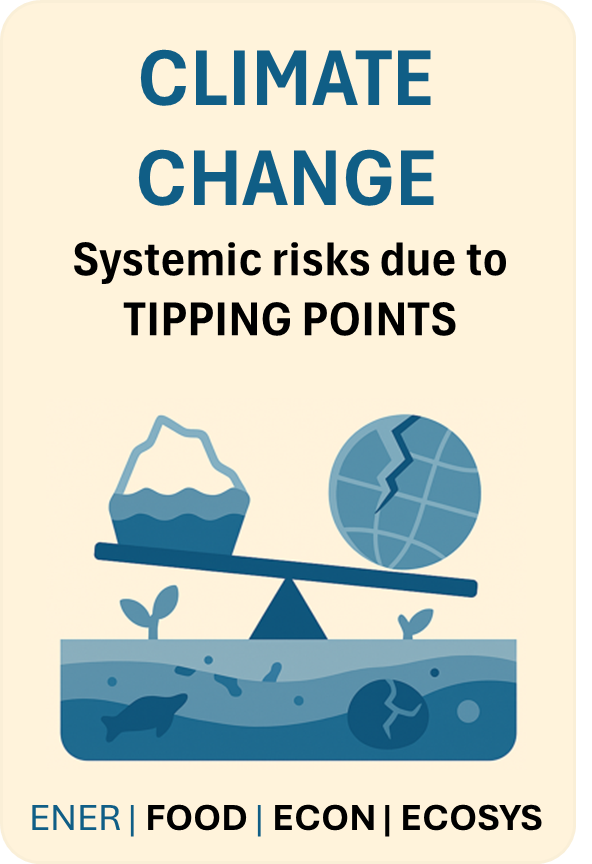 CLIMATE
CHANGE
Systemic risks due to
TIPPING POINTS
ENER | FOOD | ECON | ECOSYS